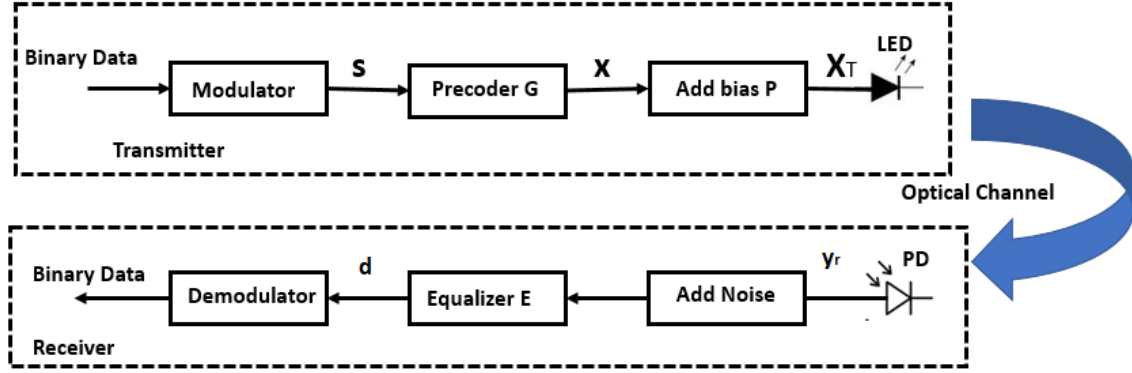 Binary Data
Modulator
S
Precoder G
X
Add bias P
XT
LED
Transmitter
Optical Channel
Binary Data
Demodulator
d
Equalizer E
Add Noise
yr
PD
Receiver